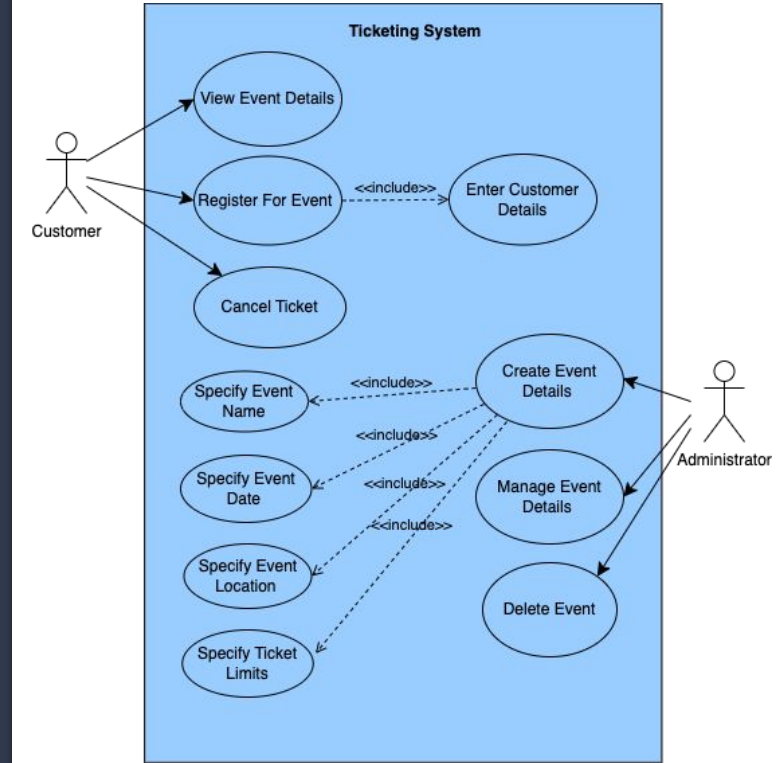 Ticketing System
View Event Details
Register For Event
<<include>>
Enter Customer
Details
Customer
Cancel Ticket
Create Event
Details
Specify Event
Name
<<include>>
Administrator
<<include>>
Specify Event
Date
<<include>>
Manage Event
Details
<<include>>
Specify Event
Location
Delete Event
Specify Ticket
Limits